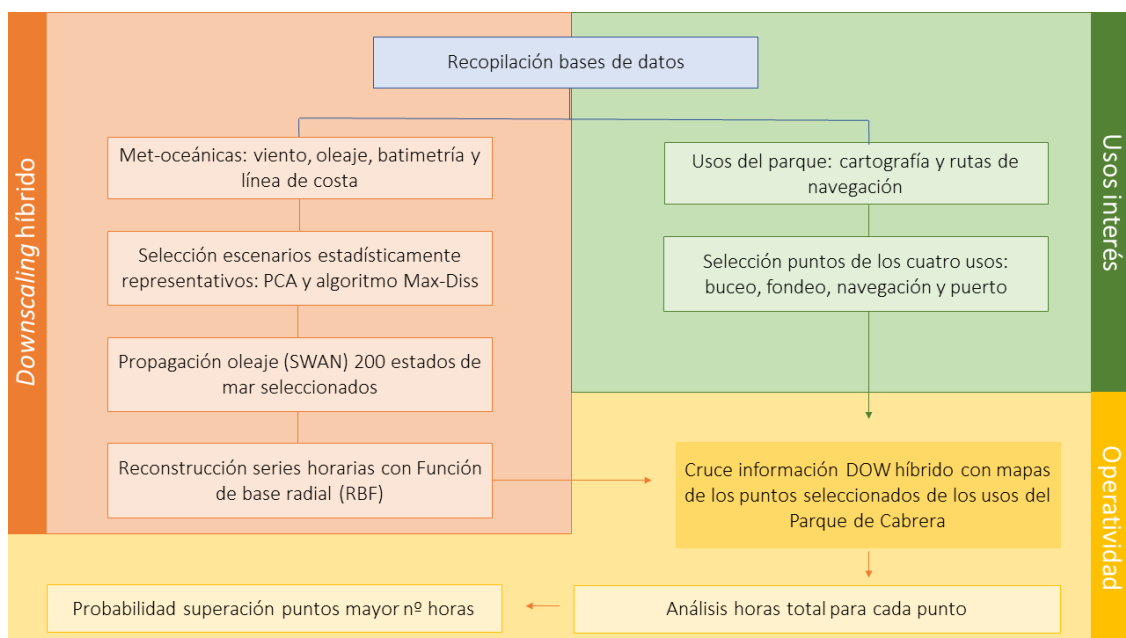 Recopilación bases de datos
Downscaling híbrido
Met-oceánicas: viento, oleaje, batimetría y
línea de costa
Selección escenarios estadísticamente
representativos: PCA y algoritmo Max-Diss
Propagación oleaje (SWAN) 200 estados de
mar seleccionados
Reconstrucción series horarias con Función
de base radial (RBF)
Usos interés
Usos del parque: cartografía y rutas de
navegación
Selección puntos de los cuatro usos:
buceo, fondeo, navegación y puerto
Operatividad
Cruce información DOW híbrido con mapas
de los puntos seleccionados de los usos del
Parque de Cabrera
Análisis horas total para cada punto
Probabilidad superación puntos mayor nº horas